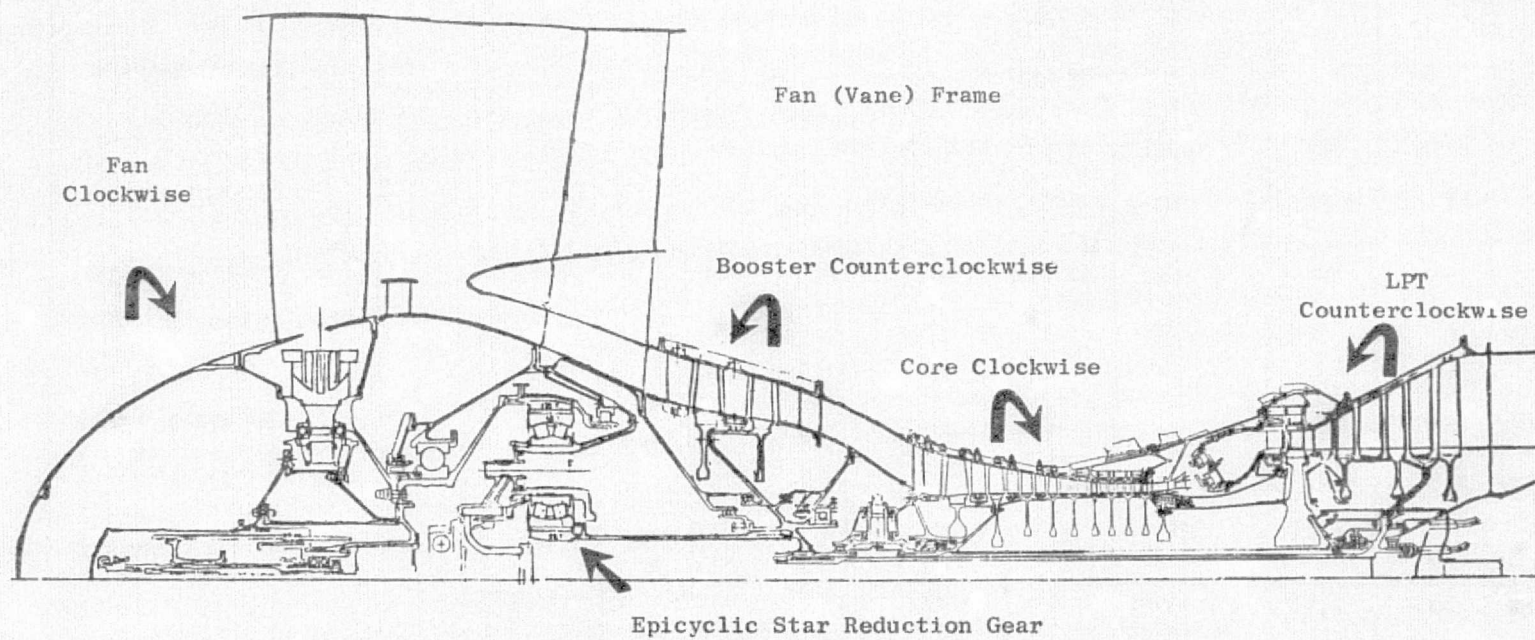 Fan (Vane) Frame
Fan
Clockwise
Booster Counterclockwise
LPT
Counterclockwise
Core Clockwise
Epicyclic Star Reduction Gear